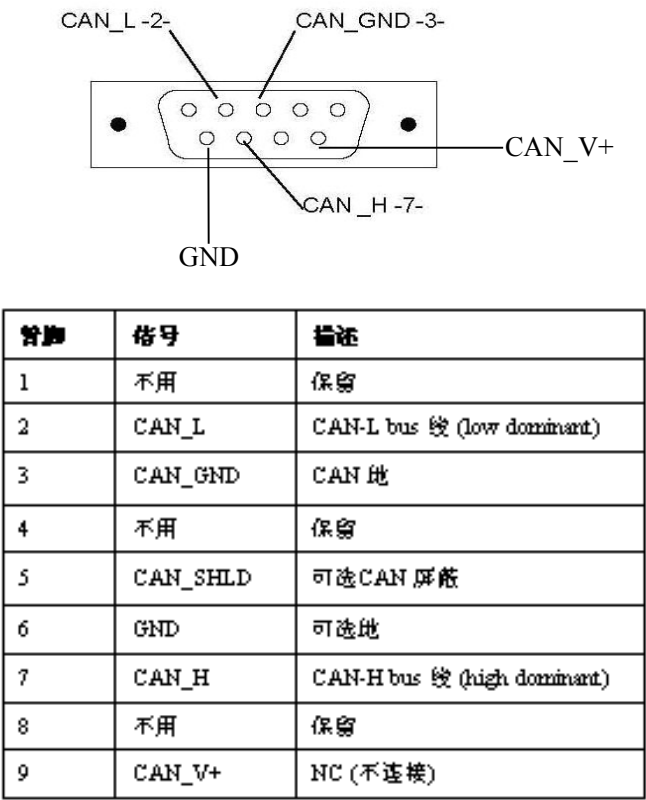 CAN_L -2-
CAN_GND -3-
CAN_V+
CAN _H -7-
GND
管脚 信号 描述
1 不用 保留
2 CAN_L CAN-L bus 线 (low dominant)
3 CAN_GND CAN 地
4 不用 保留
5 CAN_SHLD 可选CAN 屏蔽
6 GND 可选地
7 CAN_H CAN-H bus 线 (high dominant)
8 不用 保留
9 CAN_V+ NC (不连接)